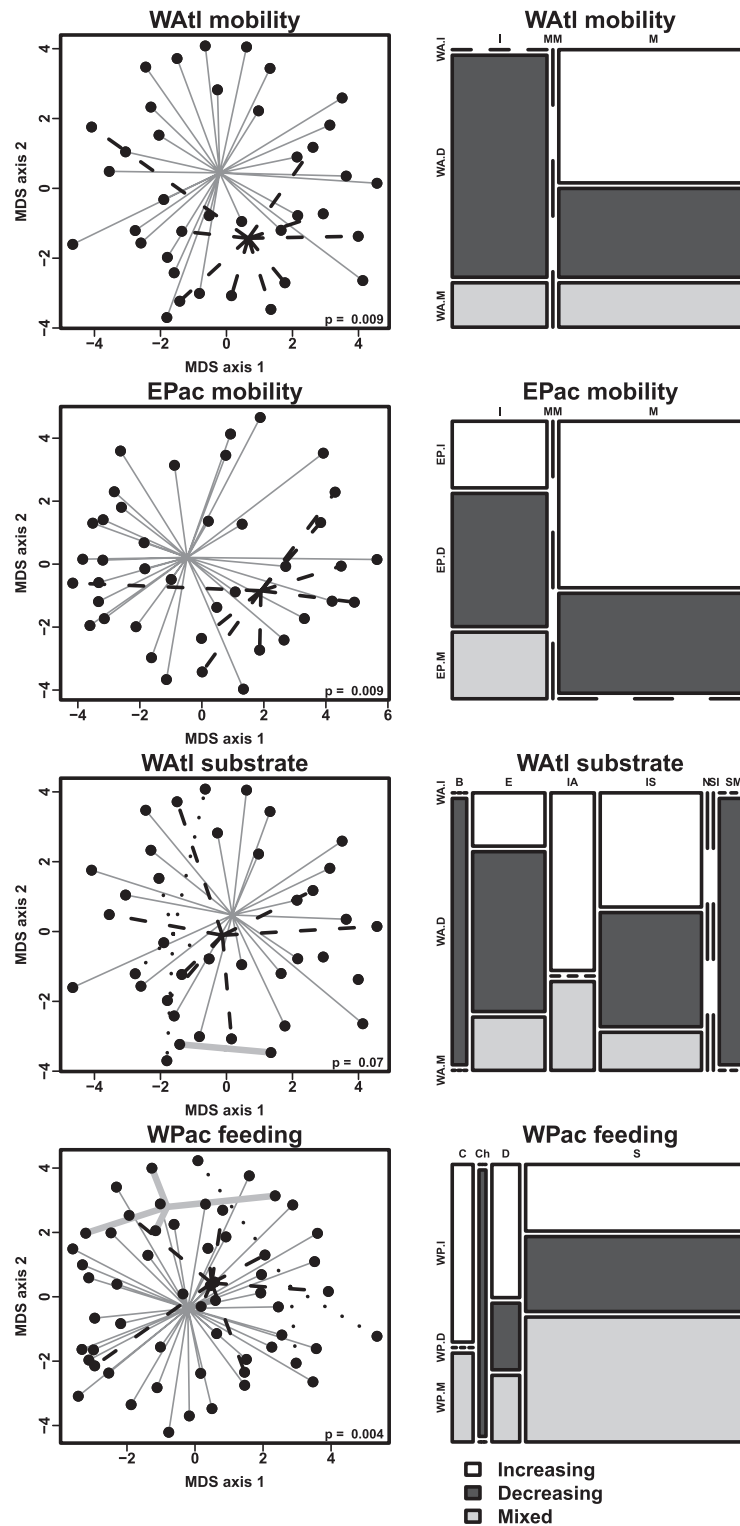 WAtl mobility
4
2
0
−2
−4
MDS axis 2
−4 −2 0 2 4
MDS axis 1
p = 0.009
WAtl mobility
I MM M
WA.I
WA.D
WA.M
EPac mobility
4
2
0
−2
−4
MDS axis 2
−4 −2 0 2 4 6
MDS axis 1
p = 0.009
EPac mobility
I MM M
EP.I
EP.D
EP.M
WAtl substrate
4
2
0
−2
−4
MDS axis 2
−4 −2 0 2 4
MDS axis 1
p = 0.07
WAtl substrate
B E IA IS N SI SM
WA.I
WA.D
WA.M
WPac feeding
4
2
0
−2
−4
MDS axis 2
−2 0 2 4
MDS axis 1
p = 0.004
WPac feeding
C Ch D S
WP.I
WP.D
WP.M
Increasing
Decreasing
Mixed